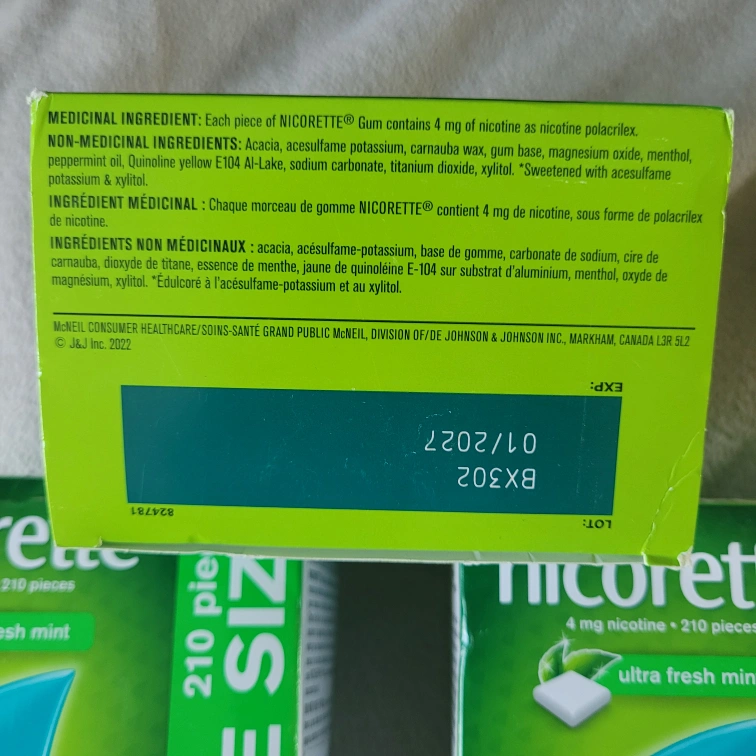 MEDICINAL INGREDIENT: Each piece of NICORETTE® Gum contains 4 mg of nicotine as nicotine polacrilex.
NON-MEDICINAL INGREDIENTS: Acacia, acesulfame potassium, carnauba wax, gum base, magnesium oxide, menthol,
peppermint oil, Quinoline yellow E104 Al-Lake, sodium carbonate, titanium dioxide, xylitol. *Sweetened with acesulfame
potassium & xylitol.
INGRÉDIENT MÉDICINAL : Chaque morceau de gomme NICORETTE® contient 4 mg de nicotine, sous forme de polacrilex
de nicotine.
INGRÉDIENTS NON MÉDICINAUX : acacia, acésulfame-potassium, base de gomme, carbonate de sodium, cire de
carnauba, dioxyde de titane, essence de menthe, jaune de quinoléine E-104 sur substrat d'aluminium, menthol, oxyde de
magnésium, xylitol. *Édulcoré à l'acésulfame-potassium et au xylitol.
McNEIL CONSUMER HEALTHCARE/SOINS-SANTÉ GRAND PUBLIC McNEIL, DIVISION OF/DE JOHNSON & JOHNSON INC., MARKHAM, CANADA L3R 5L2
© J&J Inc. 2022
LOT:
824781
BX302
01/2027
EXP:
rette
210 pieces
esh mint
210 pie
E SIZ
nicorett
4 mg nicotine • 210 pieces
ultra fresh min